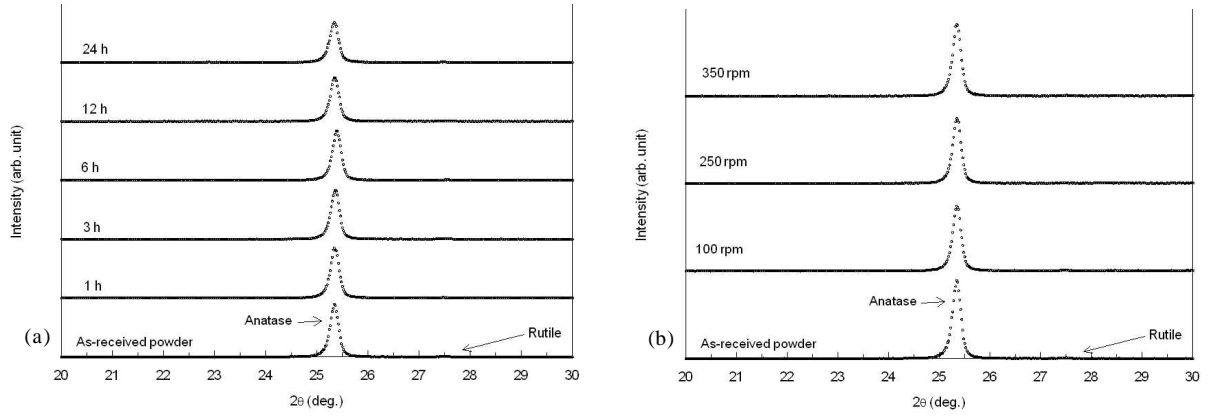 24 h
12 h
6 h
3 h
1 h
Anatase
Rutile
As-received powder
(a)
Intensity (arb. unit)
20 21 22 23 24 25 26 27 28 29 30
2θ (deg.)
350 rpm
250 rpm
100 rpm
Anatase
Rutile
As-received powder
(b)
Intensity (arb. unit)
20 21 22 23 24 25 26 27 28 29 30
2θ (deg.)